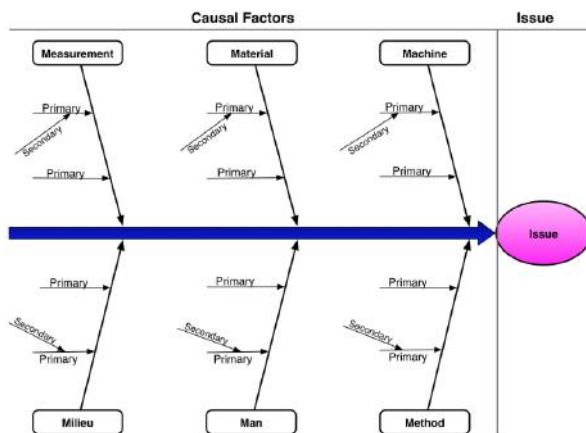 Causal Factors
Issue
Measurement
Material
Machine
Primary
Secondary
Primary
Primary
Secondary
Primary
Primary
Secondary
Primary
Issue
Primary
Secondary
Primary
Primary
Secondary
Primary
Primary
Secondary
Primary
Milieu
Man
Method